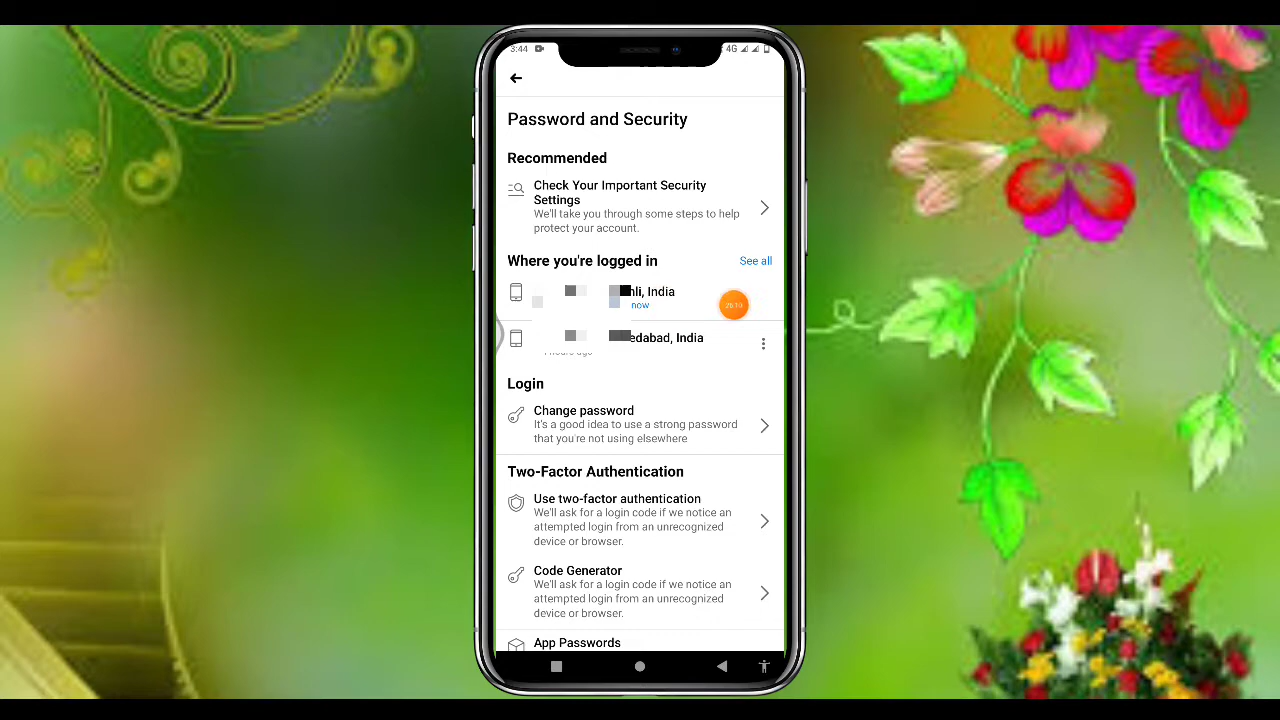 3:44
4G
Password and Security
Recommended
Check Your Important Security
Settings
We'll take you through some steps to help
protect your account.
Where you're logged in
See all
India
now
26:10
India
Login
Change password
It's a good idea to use a strong password
that you're not using elsewhere
Two-Factor Authentication
Use two-factor authentication
We'll ask for a login code if we notice an
attempted login from an unrecognized
device or browser.
Code Generator
We'll ask for a login code if we notice an
attempted login from an unrecognized
device or browser.
App Passwords